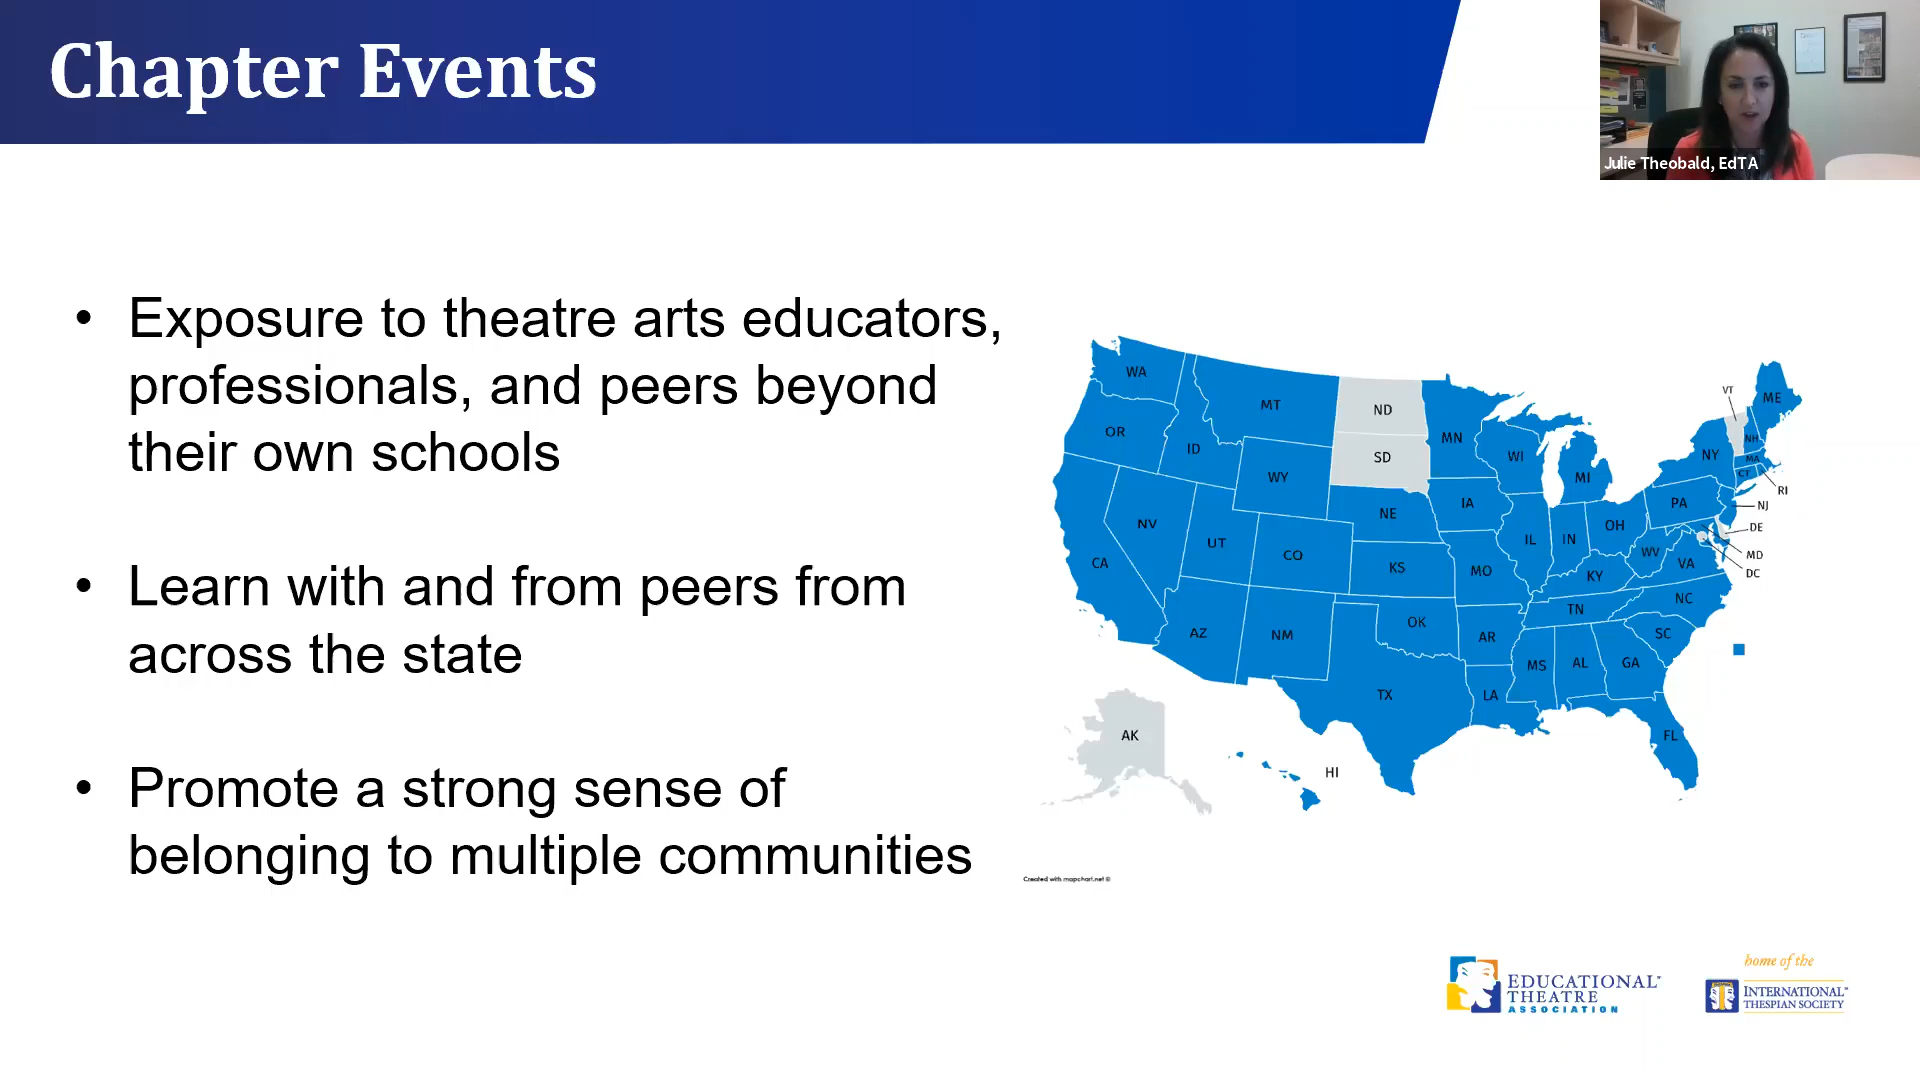 Chapter Events
Julie Theobald, EdTA
• Exposure to theatre arts educators,
professionals, and peers beyond
their own schools
• Learn with and from peers from
across the state
• Promote a strong sense of
belonging to multiple communities
WA
OR
CA
ID
NV
MT
WY
UT
AZ
CO
NM
ND
SD
NE
KS
OK
TX
MN
IA
MO
AR
LA
WI
IL
MS
MI
IN
KY
TN
AL
OH
WV
VA
NC
SC
GA
FL
PA
NY
VT
NH
ME
MA
CT
RI
NJ
DE
MD
DC
AK
HI
Created with mapchart.net ©
EDUCATIONAL™
THEATRE
ASSOCIATION
home of the
INTERNATIONAL™
THESPIAN SOCIETY